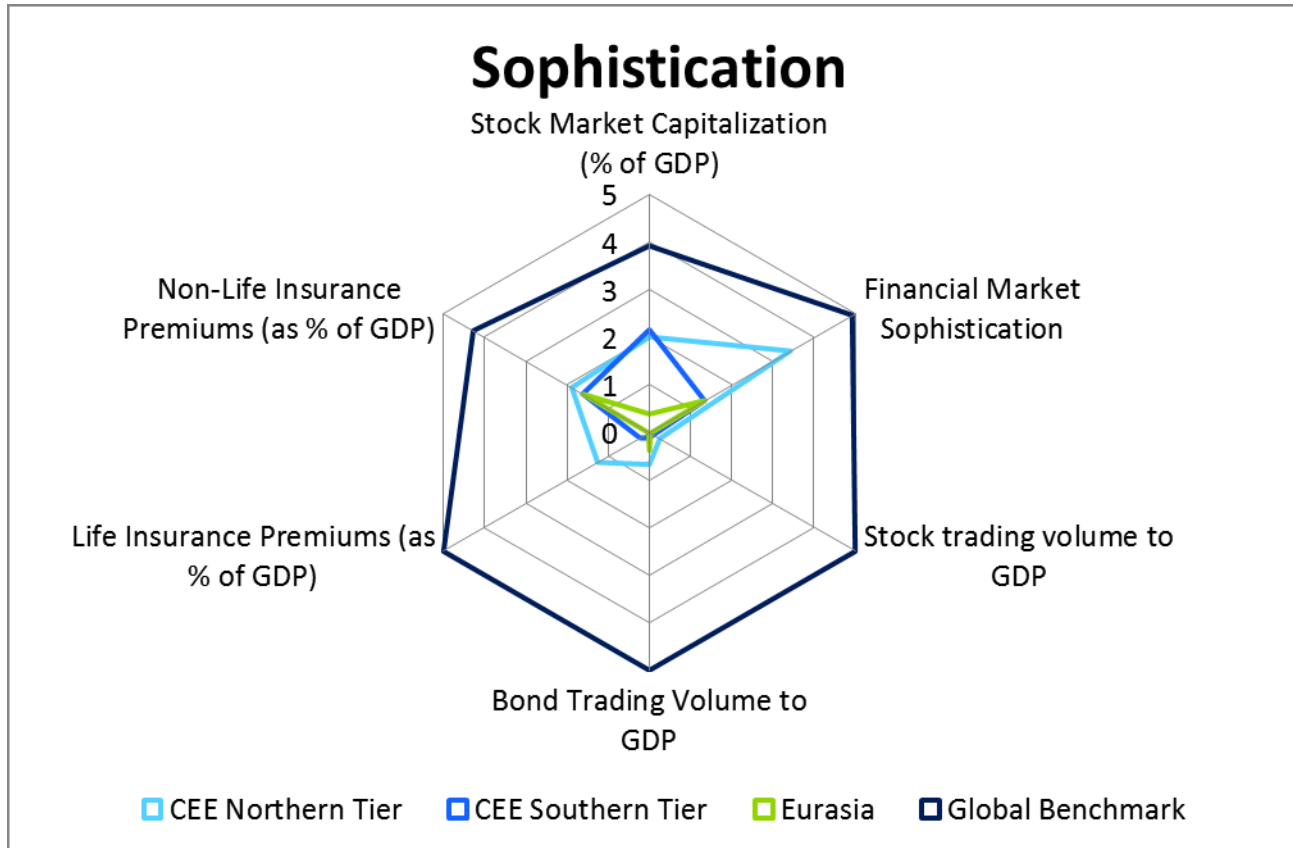 Sophistication
Stock Market Capitalization
(% of GDP)
5
4
3
2
1
0
Financial Market
Sophistication
Stock trading volume to
GDP
Bond Trading Volume to
GDP
Life Insurance Premiums (as
% of GDP)
Non-Life Insurance
Premiums (as % of GDP)
CEE Northern Tier
CEE Southern Tier
Eurasia
Global Benchmark